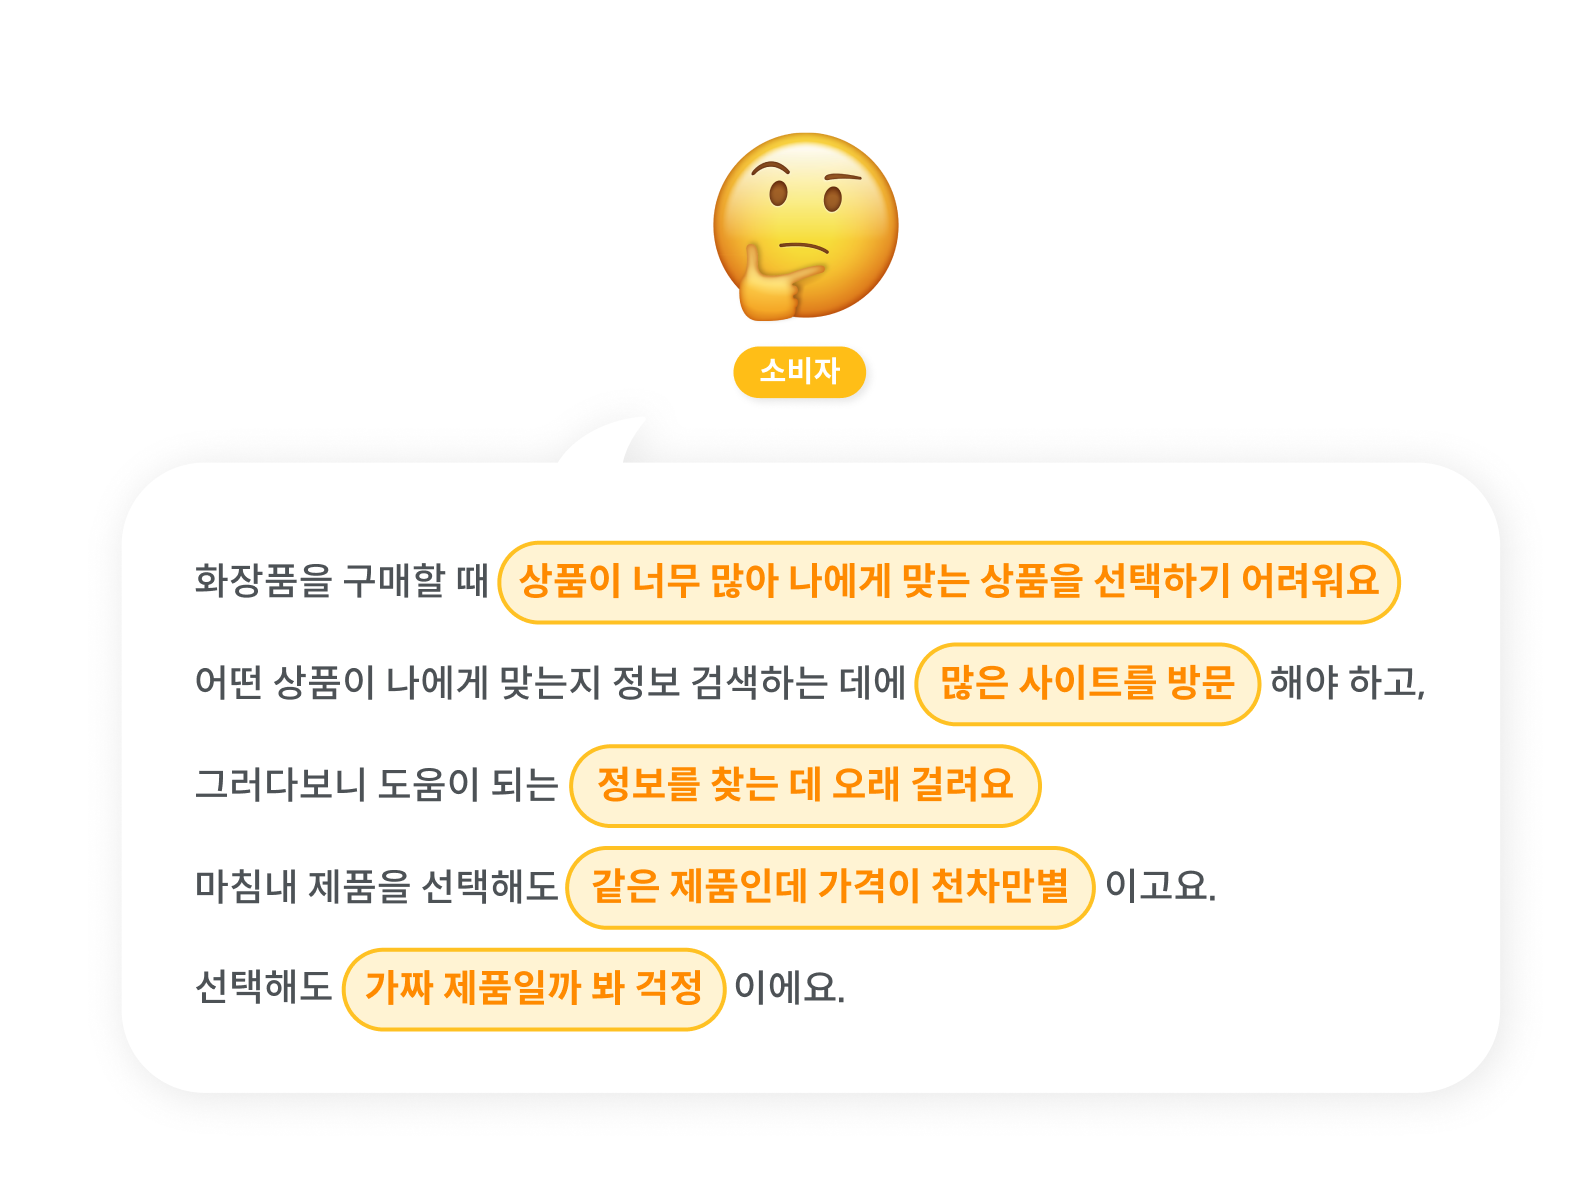 소비자
화장품을 구매할 때 상품이 너무 많아 나에게 맞는 상품을 선택하기 어려워요
어떤 상품이 나에게 맞는지 정보 검색하는 데에 많은 사이트를 방문 해야 하고,
그러다보니 도움이 되는 정보를 찾는 데 오래 걸려요
마침내 제품을 선택해도 같은 제품인데 가격이 천차만별 이고요.
선택해도 가짜 제품일까 봐 걱정 이에요.